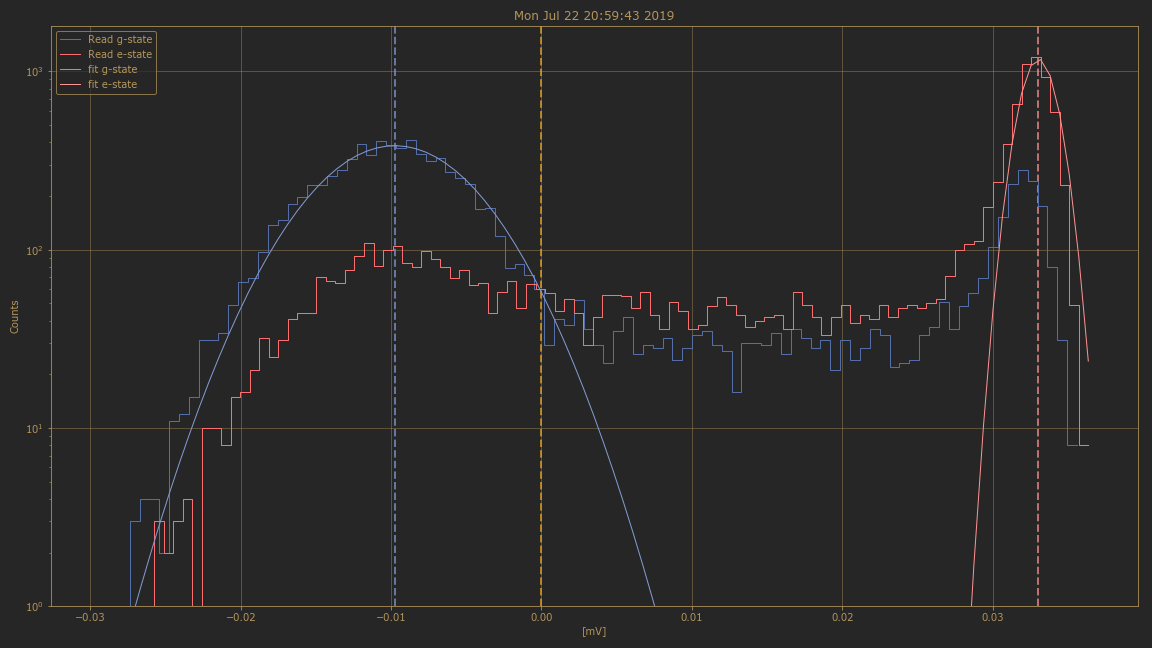 Mon Jul 22 20:59:43 2019
Read g-state
Read e-state
fit g-state
fit e-state
10³
10²
10¹
10⁰
Counts
−0.03 −0.02 −0.01 0.00 0.01 0.02 0.03
[mV]